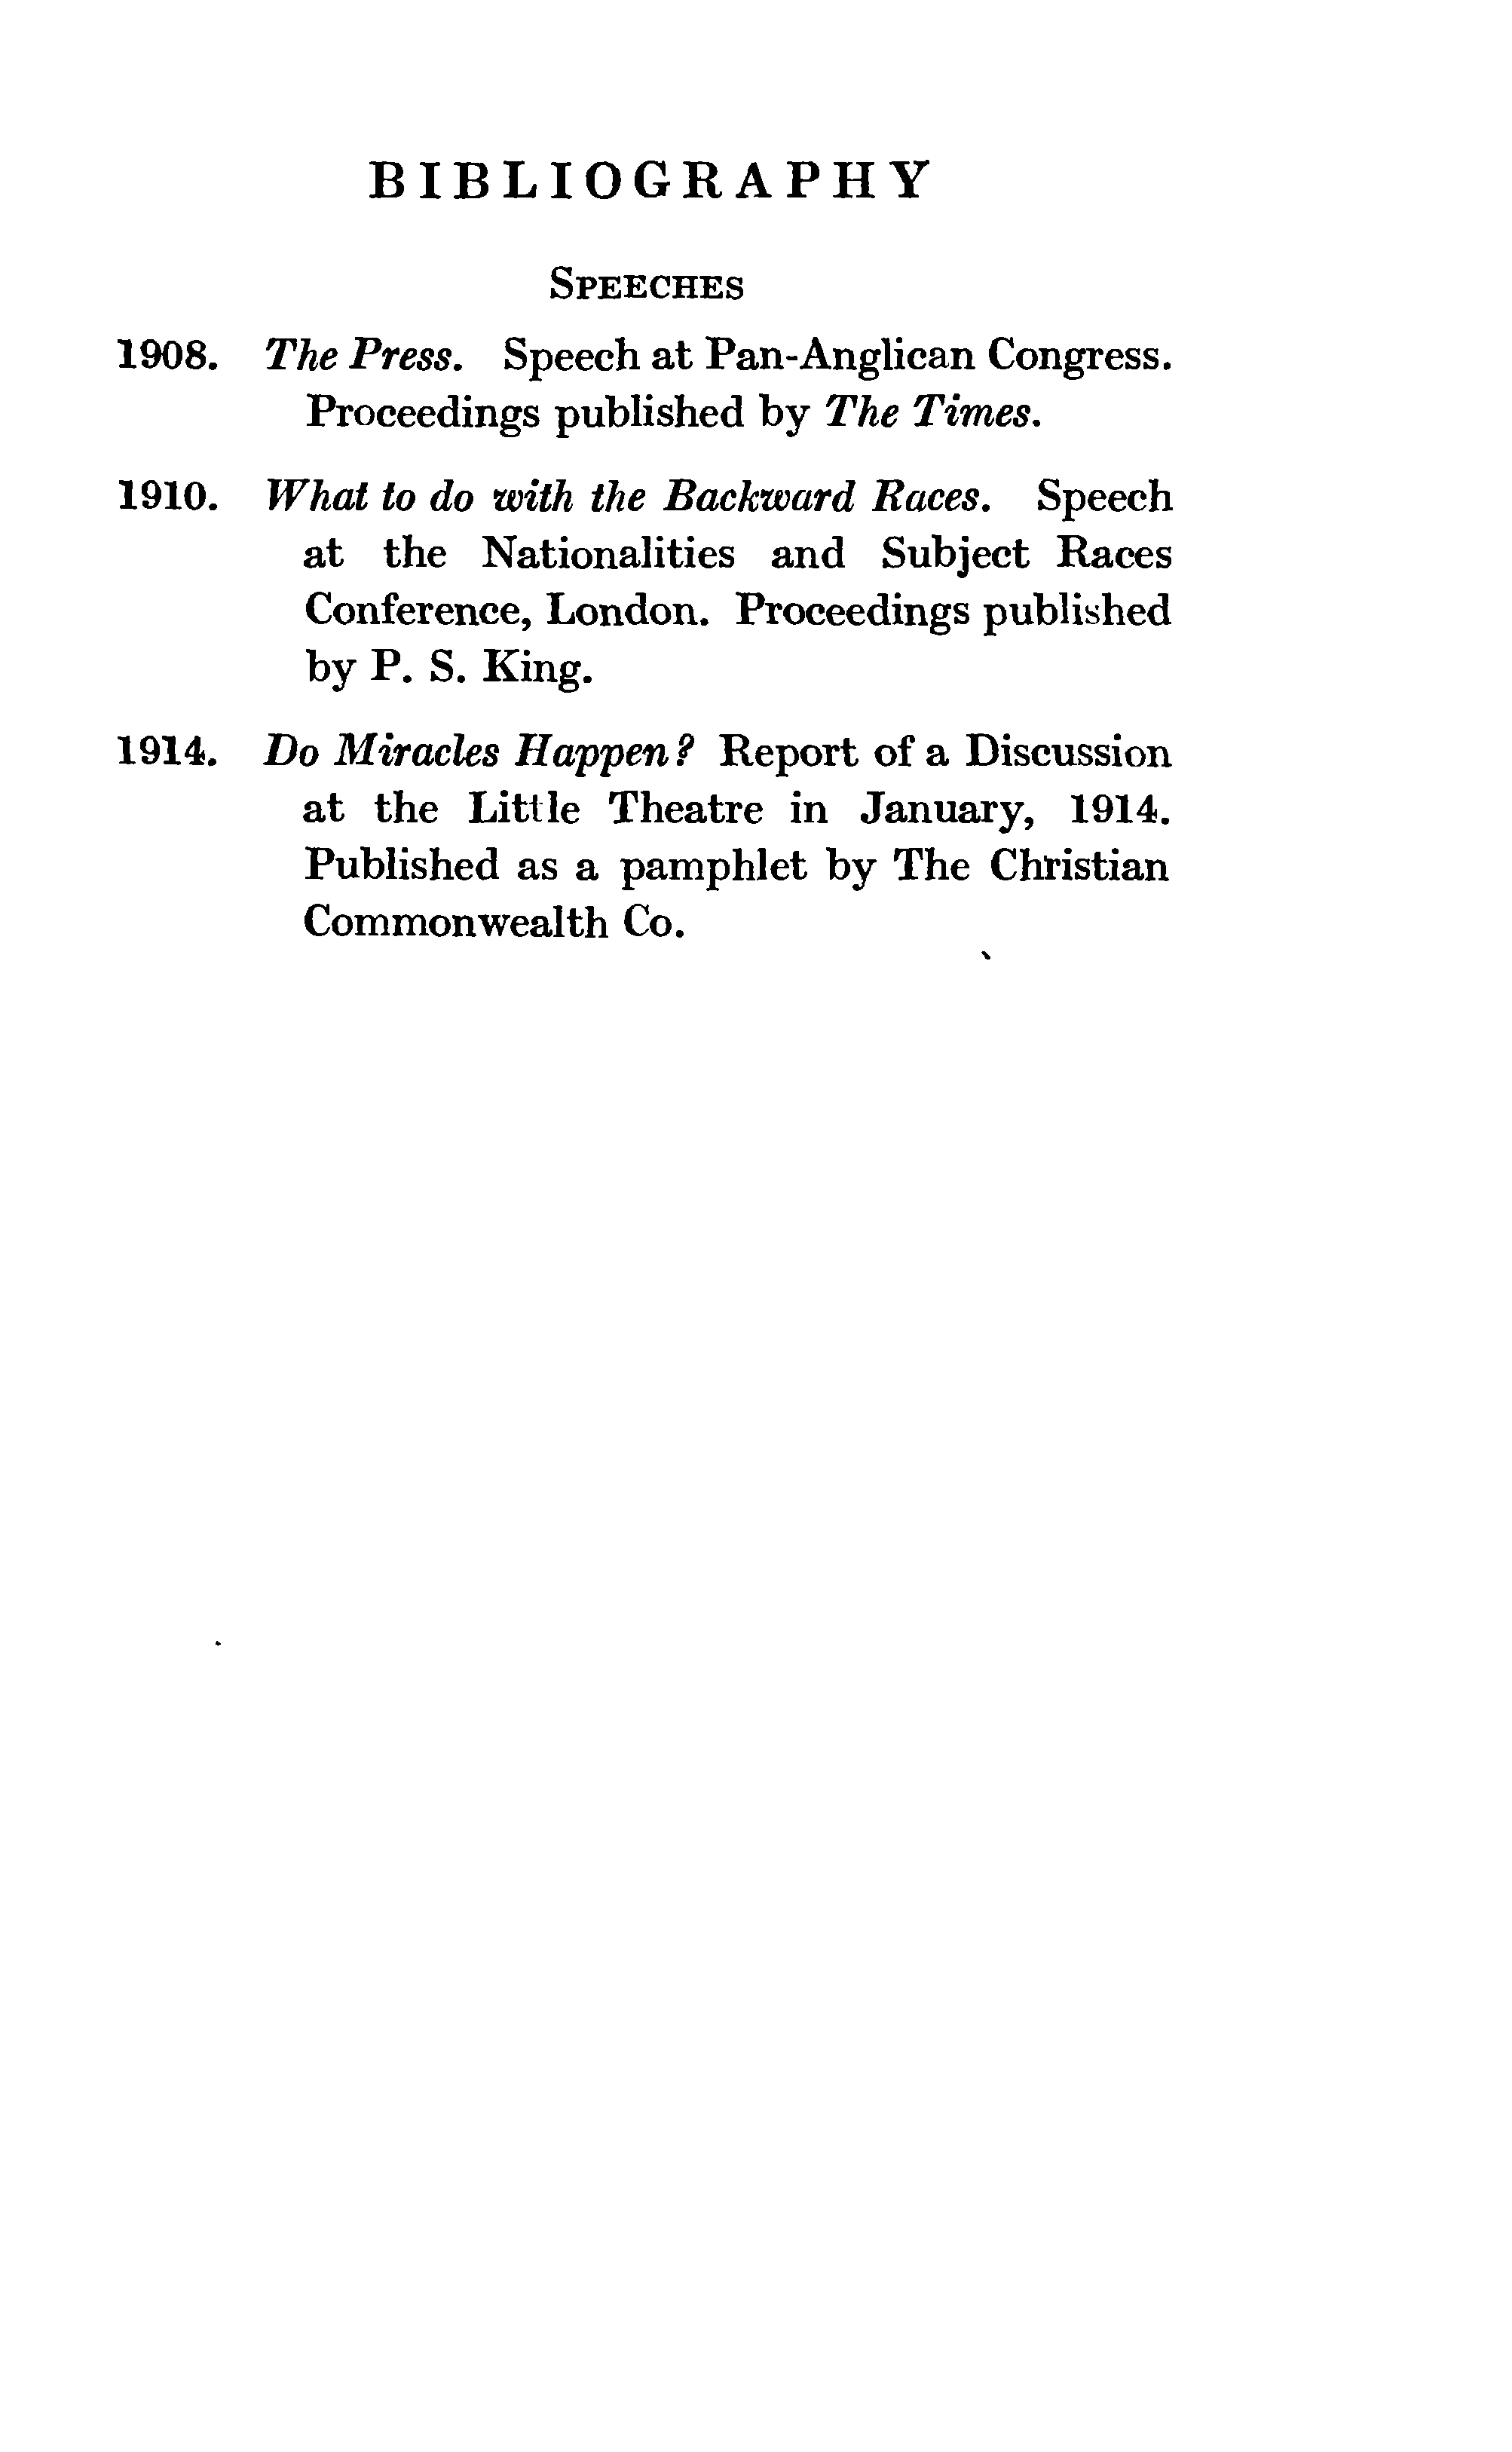 BIBLIOGRAPHY
SPEECHES
1908. The Press. Speech at Pan-Anglican Congress.
Proceedings published by The Times.
1910. What to do with the Backward Races. Speech
at the Nationalities and Subject Races
Conference, London. Proceedings published
by P. S. King.
1914. Do Miracles Happen? Report of a Discussion
at the Little Theatre in January, 1914.
Published as a pamphlet by The Christian
Commonwealth Co.